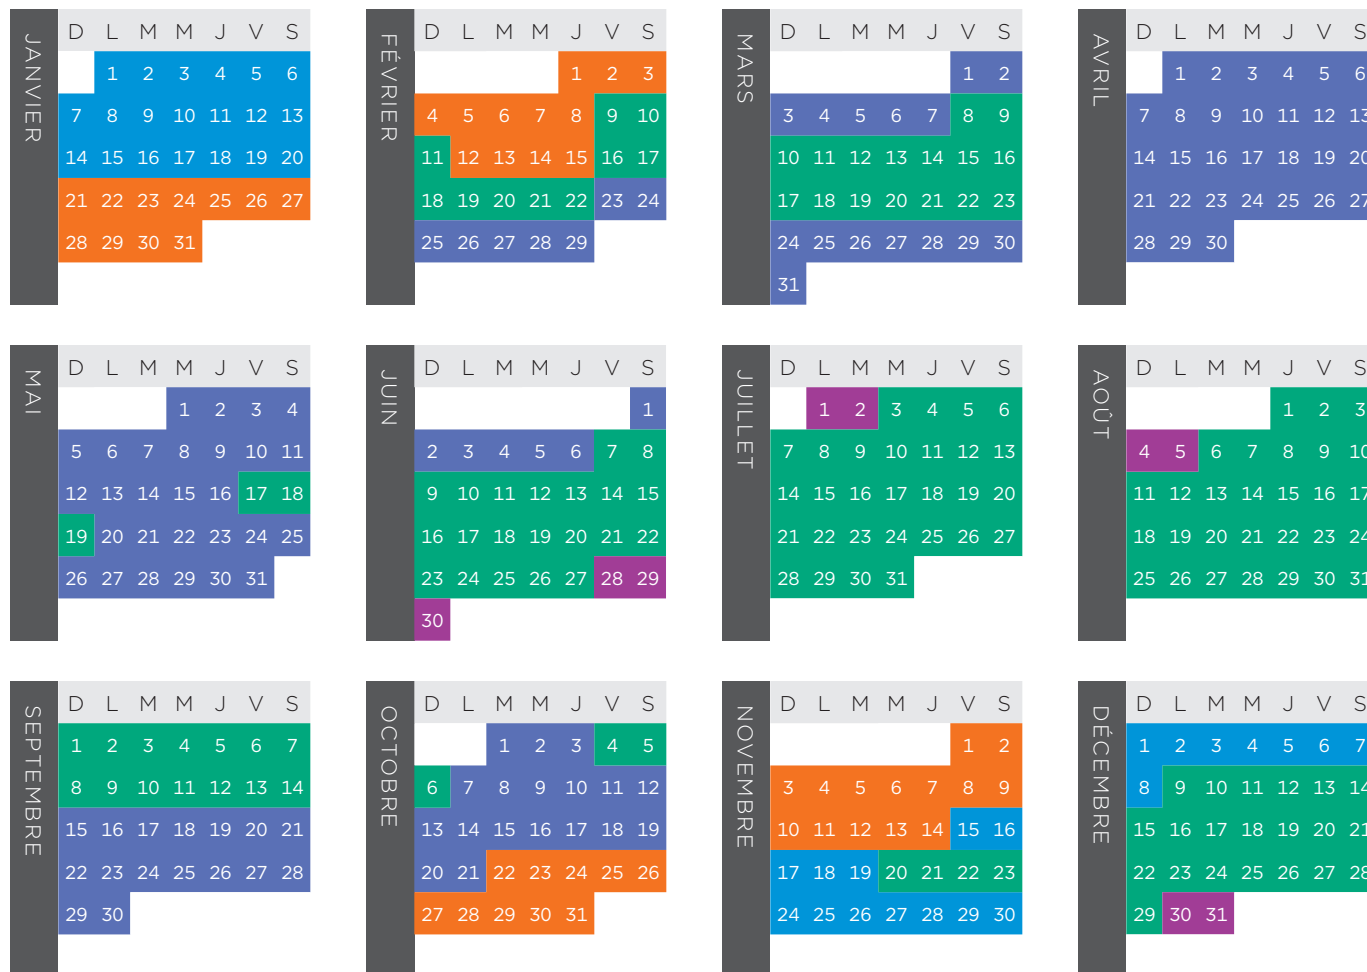 JANVIER
D L M M J V S
1 2 3 4 5 6
7 8 9 10 11 12 13
14 15 16 17 18 19 20
21 22 23 24 25 26 27
28 29 30 31
FÉVRIER
D L M M J V S
1 2 3
4 5 6 7 8 9 10
11 12 13 14 15 16 17
18 19 20 21 22 23 24
25 26 27 28 29
MARS
D L M M J V S
1 2
3 4 5 6 7 8 9
10 11 12 13 14 15 16
17 18 19 20 21 22 23
24 25 26 27 28 29 30
31
AVRIL
D L M M J V S
1 2 3 4 5 6
7 8 9 10 11 12 13
14 15 16 17 18 19 20
21 22 23 24 25 26 27
28 29 30
MAI
D L M M J V S
1 2 3 4
5 6 7 8 9 10 11
12 13 14 15 16 17 18
19 20 21 22 23 24 25
26 27 28 29 30 31
JUIN
D L M M J V S
1
2 3 4 5 6 7 8
9 10 11 12 13 14 15
16 17 18 19 20 21 22
23 24 25 26 27 28 29
30
JUILLET
D L M M J V S
1 2 3 4 5 6
7 8 9 10 11 12 13
14 15 16 17 18 19 20
21 22 23 24 25 26 27
28 29 30 31
AOÛT
D L M M J V S
1 2 3
4 5 6 7 8 9 10
11 12 13 14 15 16 17
18 19 20 21 22 23 24
25 26 27 28 29 30 31
SEPTEMBRE
D L M M J V S
1 2 3 4 5 6 7
8 9 10 11 12 13 14
15 16 17 18 19 20 21
22 23 24 25 26 27 28
29 30
OCTOBRE
D L M M J V S
1 2 3 4 5
6 7 8 9 10 11 12
13 14 15 16 17 18 19
20 21 22 23 24 25 26
27 28 29 30 31
NOVEMBRE
D L M M J V S
1 2
3 4 5 6 7 8 9
10 11 12 13 14 15 16
17 18 19 20 21 22 23
24 25 26 27 28 29 30
DÉCEMBRE
D L M M J V S
1 2 3 4 5 6 7
8 9 10 11 12 13 14
15 16 17 18 19 20 21
22 23 24 25 26 27 28
29 30 31